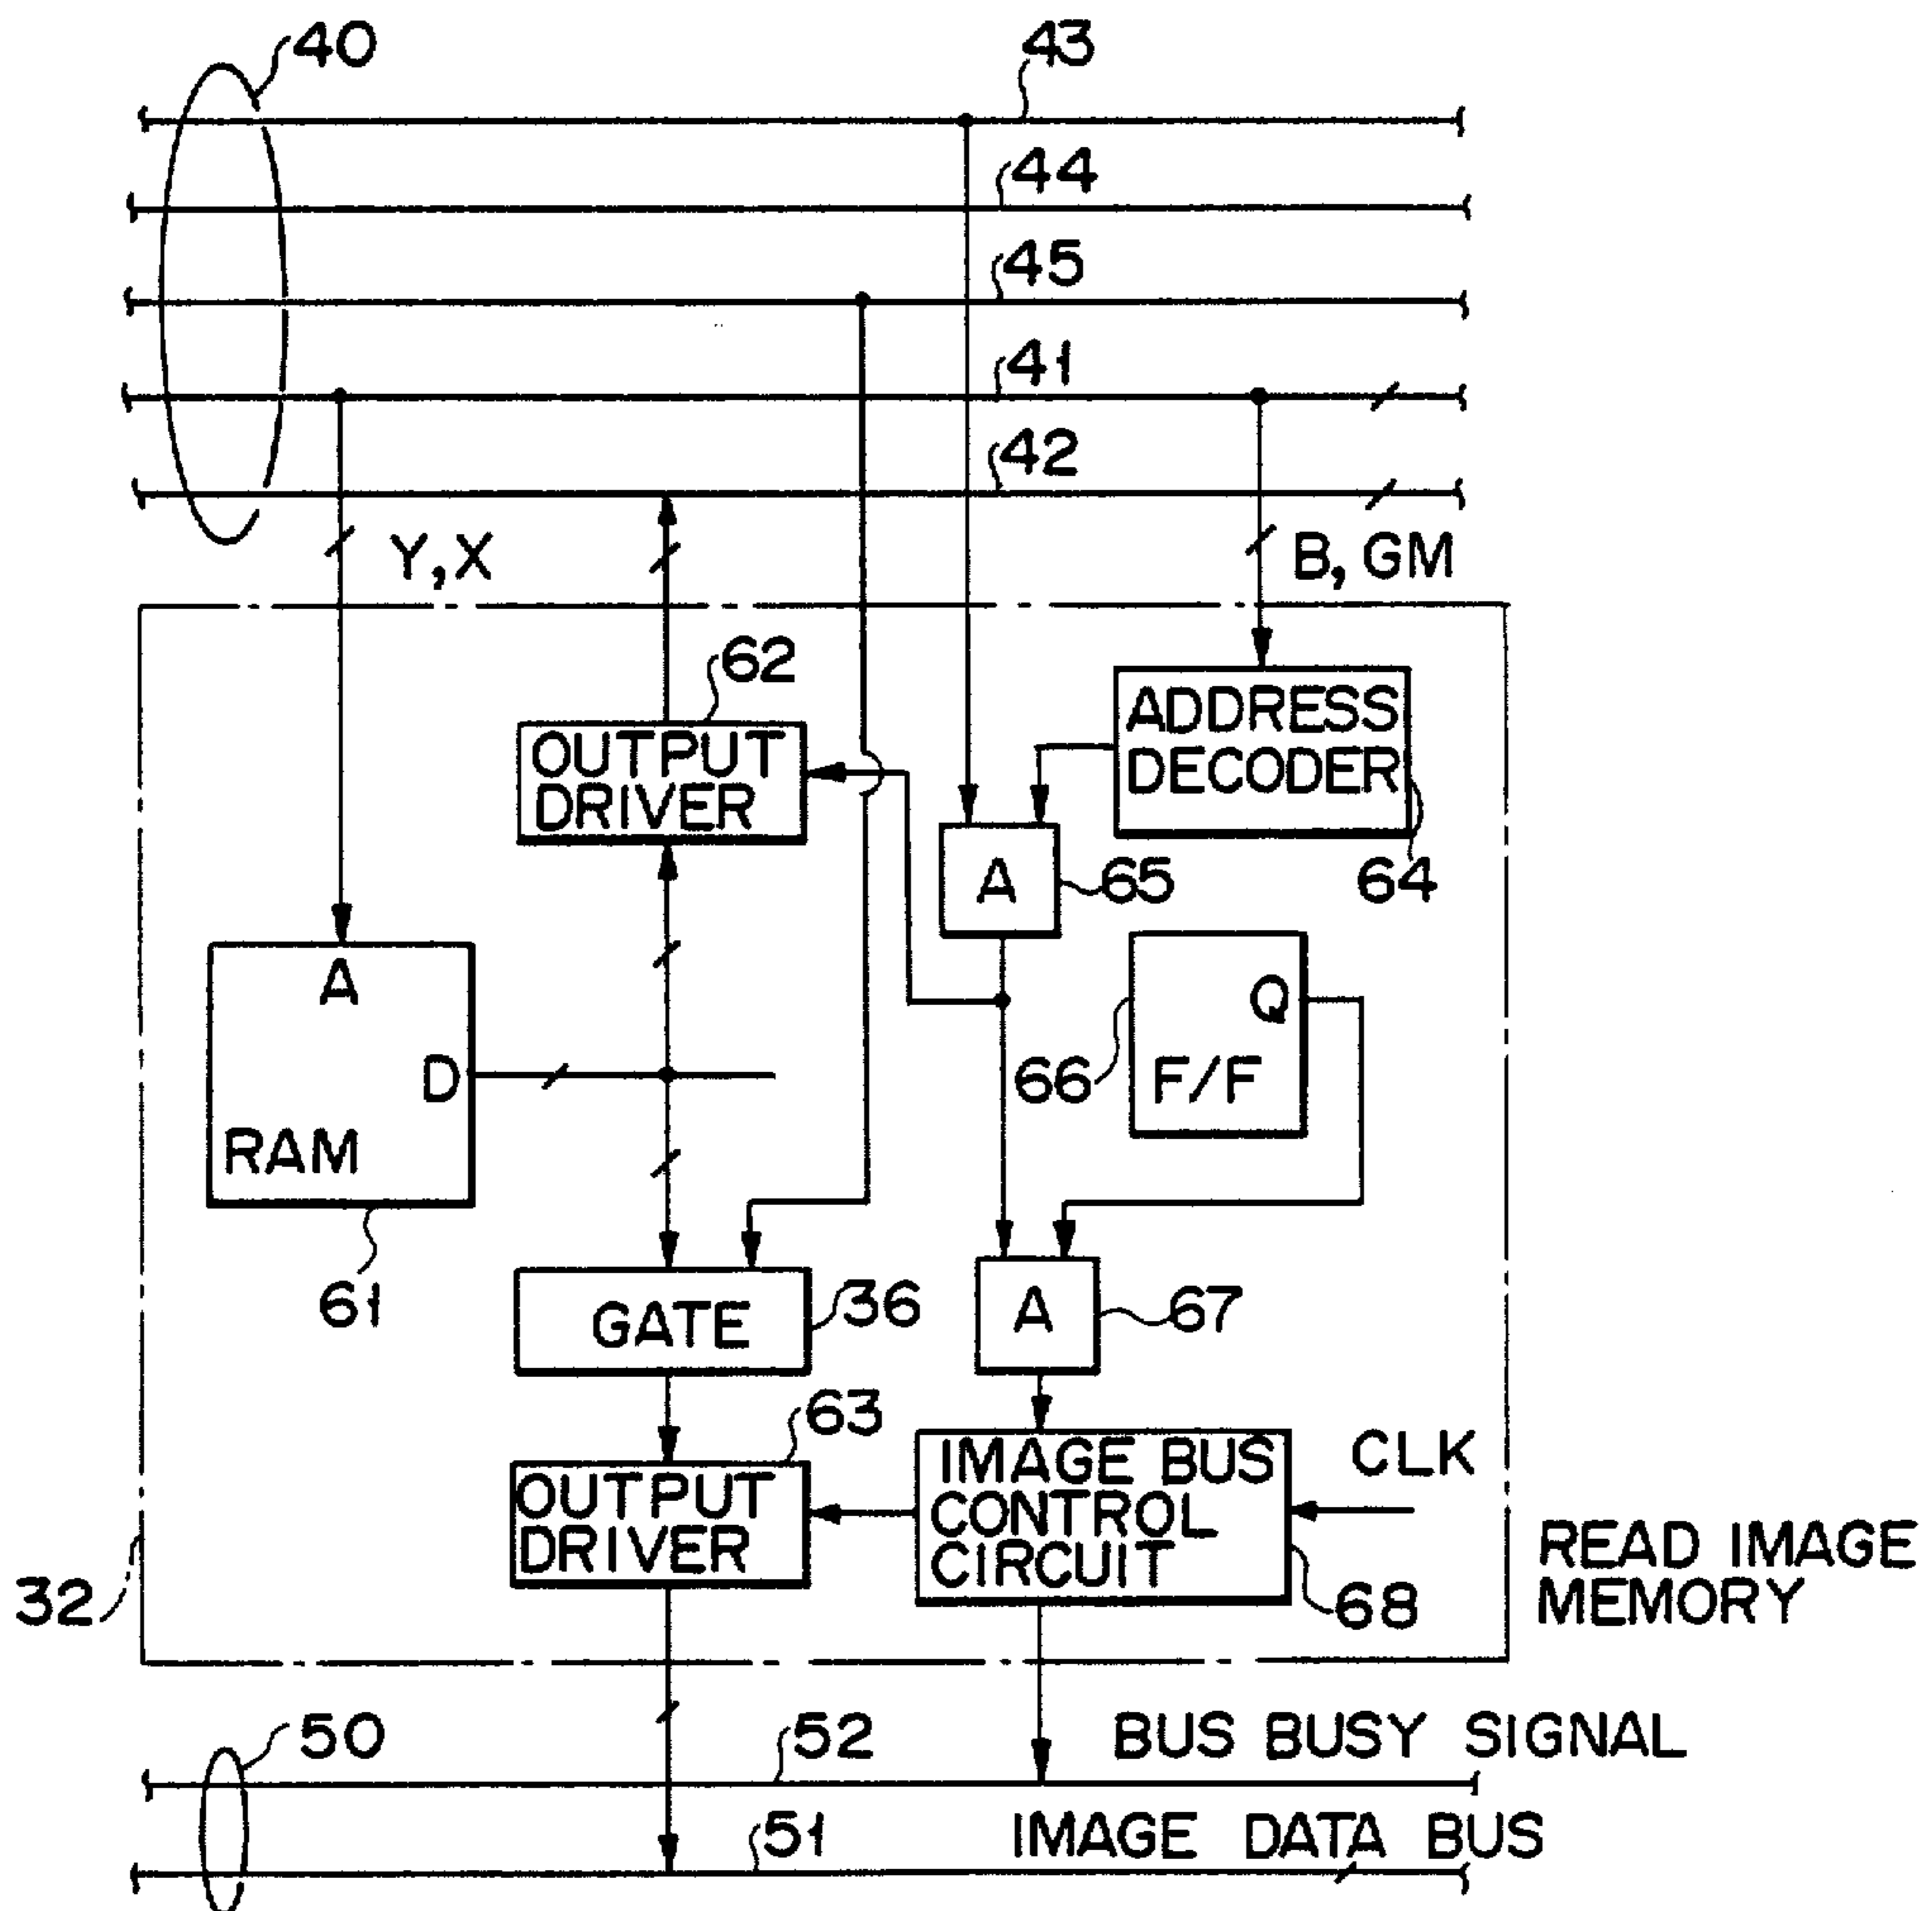 40
43
44
45
41
42
Y,X
B, GM
62
OUTPUT
DRIVER
ADDRESS
DECODER
64
A
65
A
D
RAM
61
66
Q
F/F
GATE
36
A
67
63
OUTPUT
DRIVER
IMAGE BUS
CONTROL
CIRCUIT
CLK
68
32
READ IMAGE
MEMORY
50
52
BUS BUSY SIGNAL
51
IMAGE DATA BUS